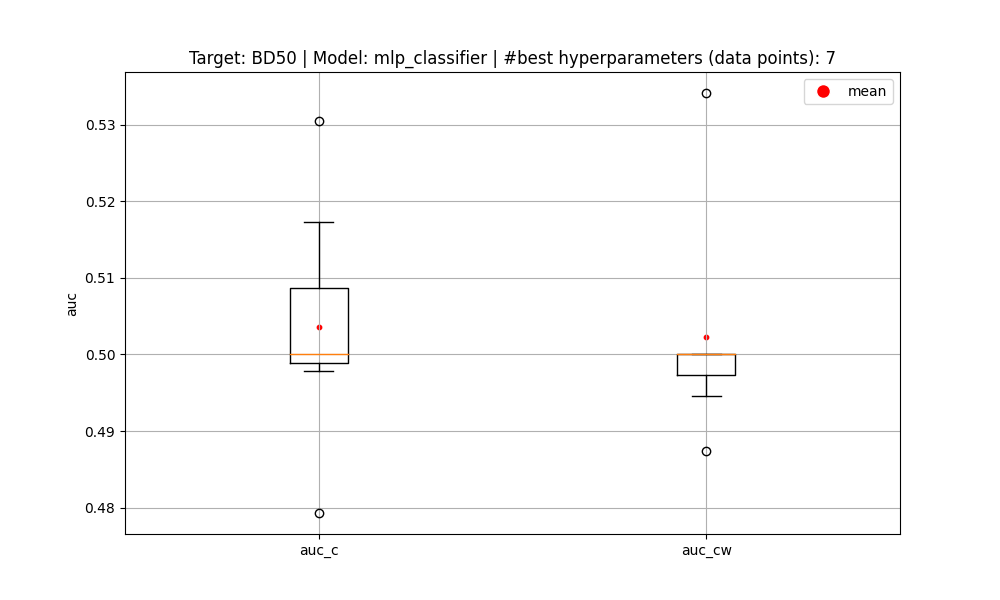 Target: BD50 | Model: mlp_classifier | #best hyperparameters (data points): 7
mean
0.53
0.52
0.51
0.50
0.49
0.48
auc
auc_c
auc_cw